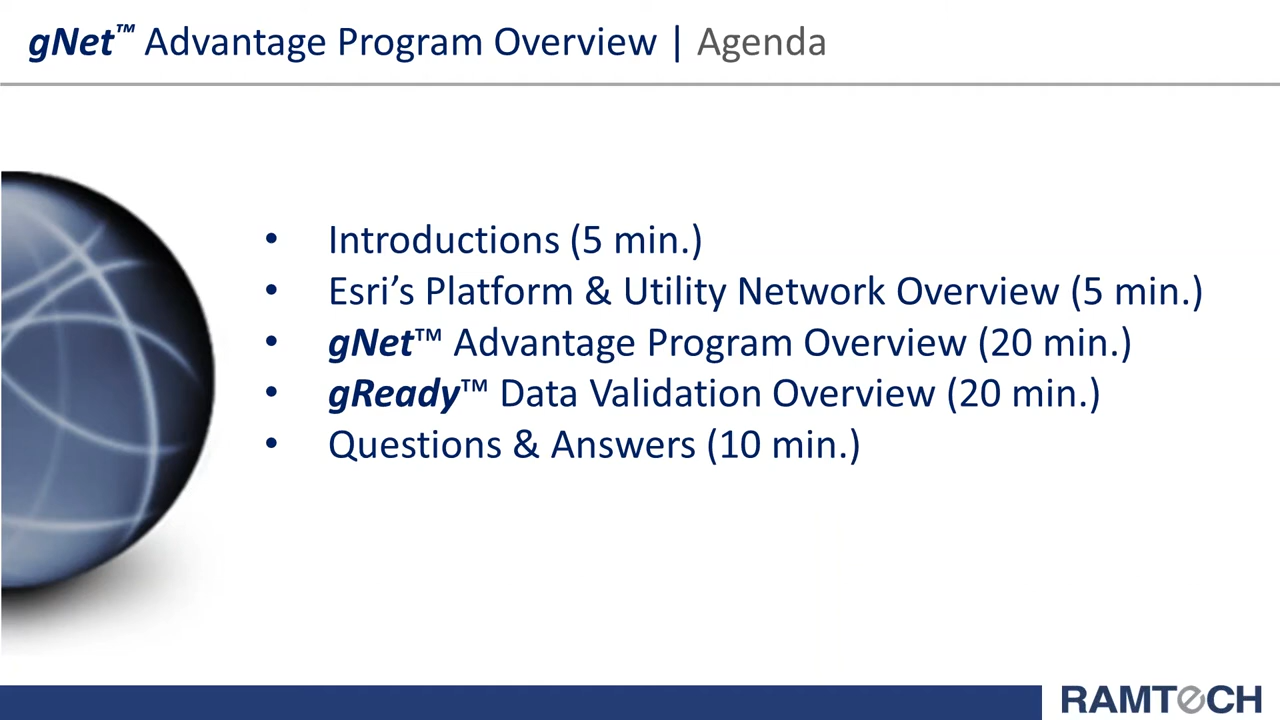 gNet™ Advantage Program Overview | Agenda
• Introductions (5 min.)
• Esri’s Platform & Utility Network Overview (5 min.)
• gNet™ Advantage Program Overview (20 min.)
• gReady™ Data Validation Overview (20 min.)
• Questions & Answers (10 min.)
RAMTeCH